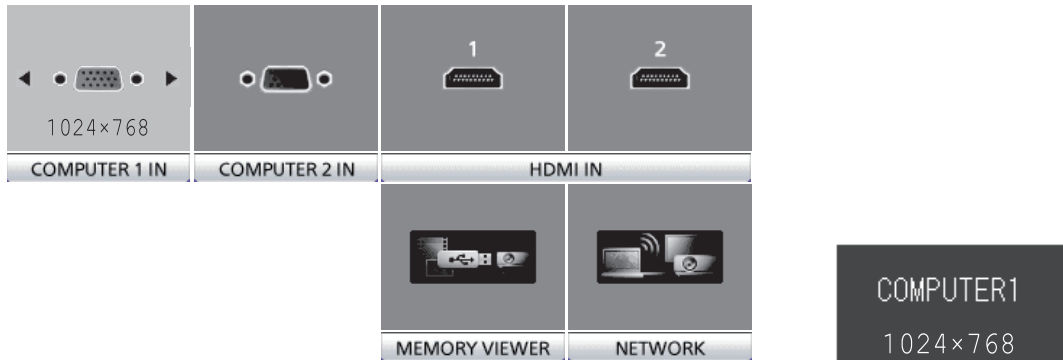 1 2
1024×768
COMPUTER 1 IN COMPUTER 2 IN HDMI IN
MEMORY VIEWER NETWORK
COMPUTER1
1024×768